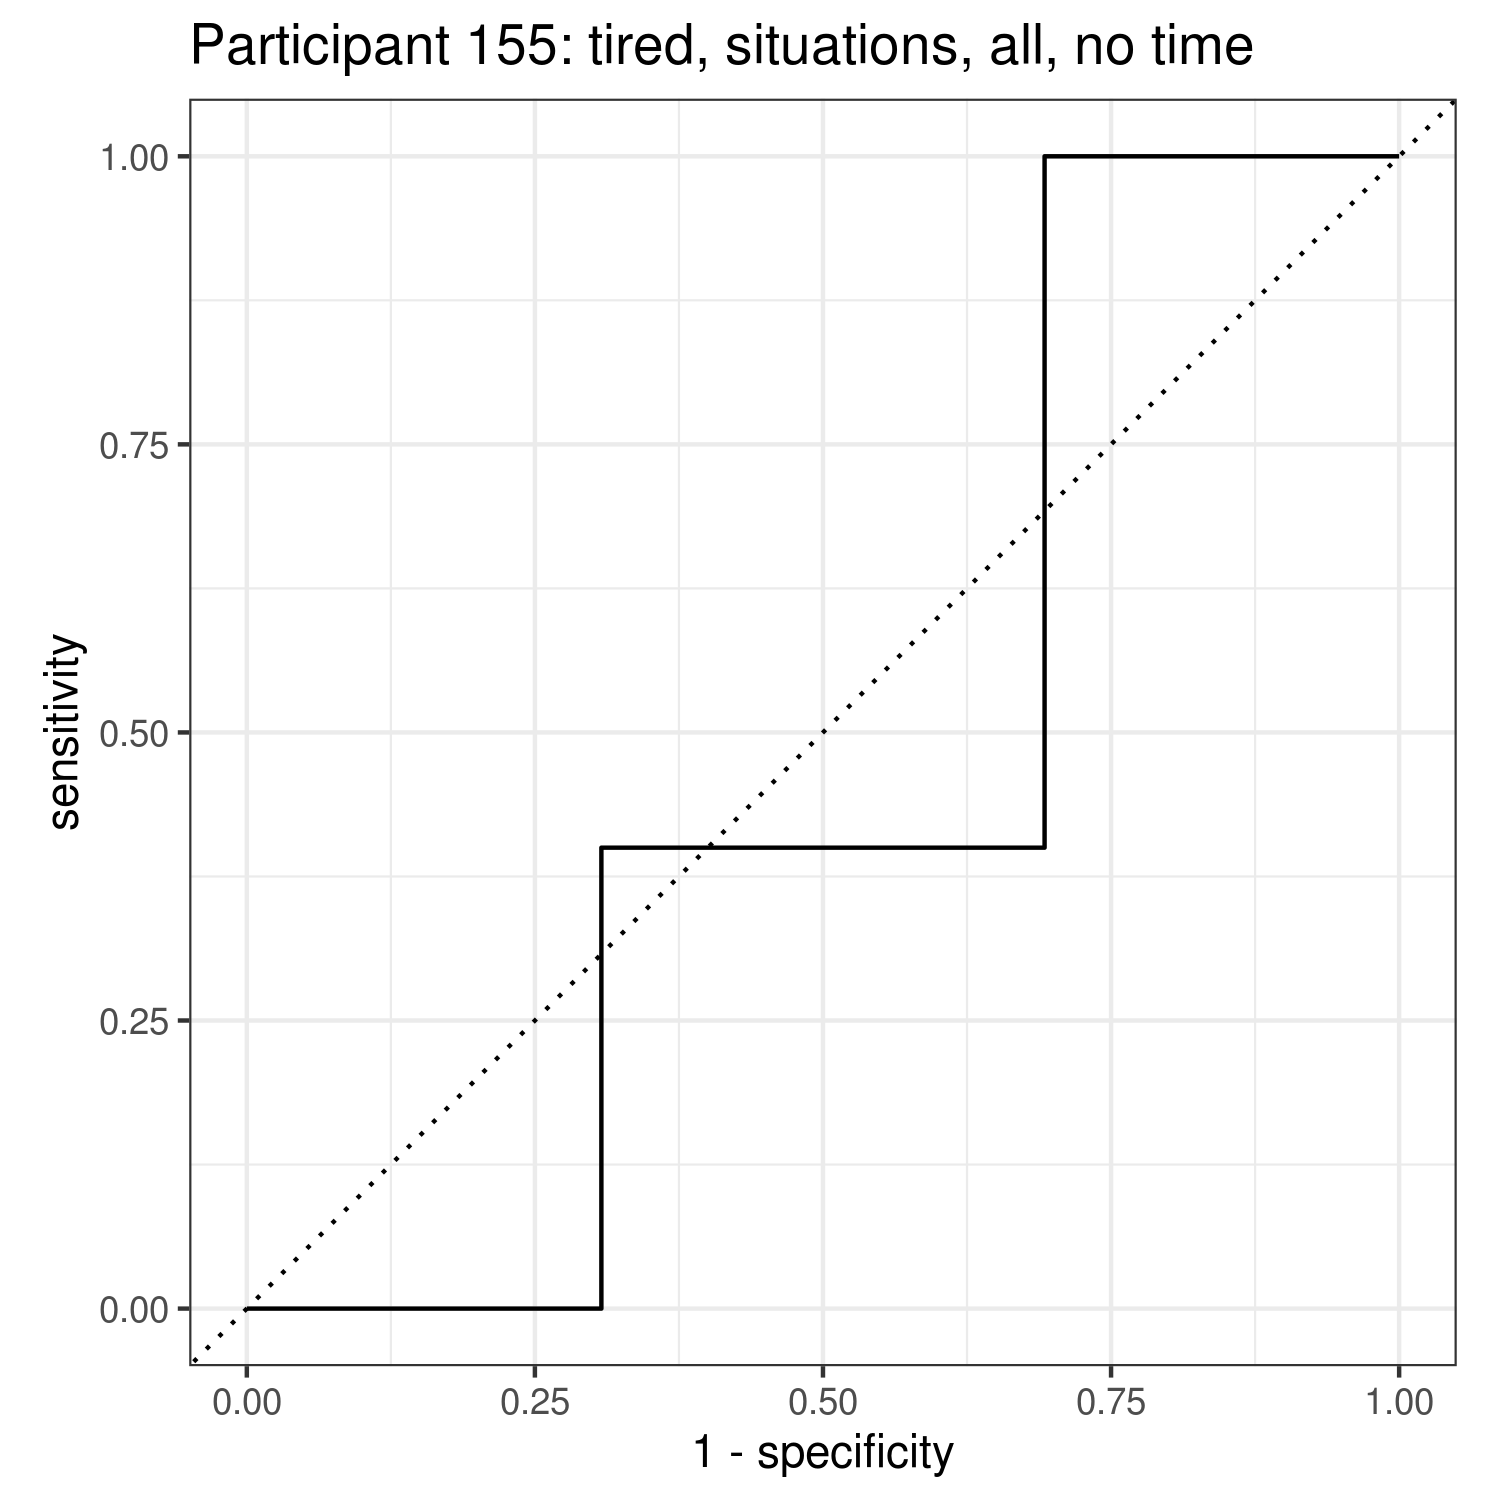 Participant 155: tired, situations, all, no time
1.00
0.75
0.50
0.25
0.00
sensitivity
0.00 0.25 0.50 0.75 1.00
1 - specificity